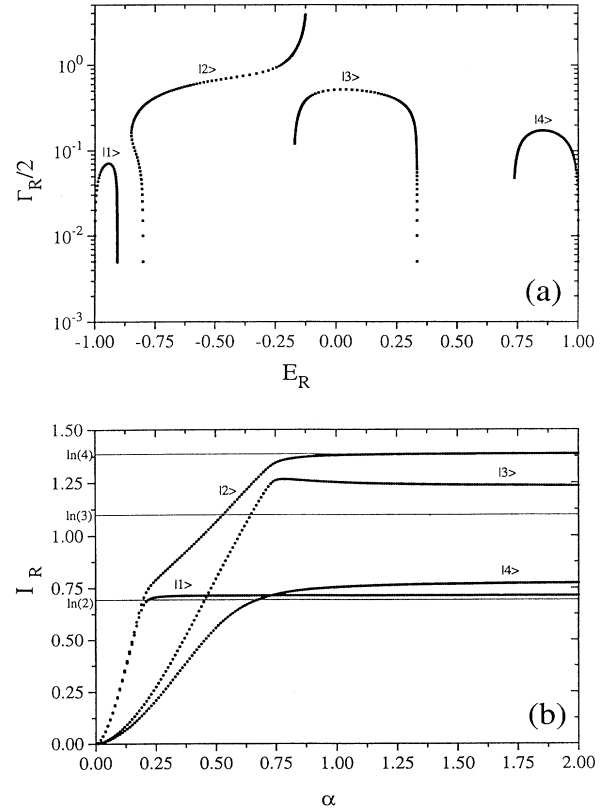 10⁰
|2>
|3>
|4>
10⁻¹
|1>
Γ_R/2
10⁻²
(a)
10⁻³
-1.00 -0.75 -0.50 -0.25 0.00 0.25 0.50 0.75 1.00
E_R
1.50
ln(4)
|3>
1.25
|2>
ln(3)
1.00
I_R
|1>
|4>
0.75
ln(2)
0.50
0.25
(b)
0.00
0.00 0.25 0.50 0.75 1.00 1.25 1.50 1.75 2.00
α